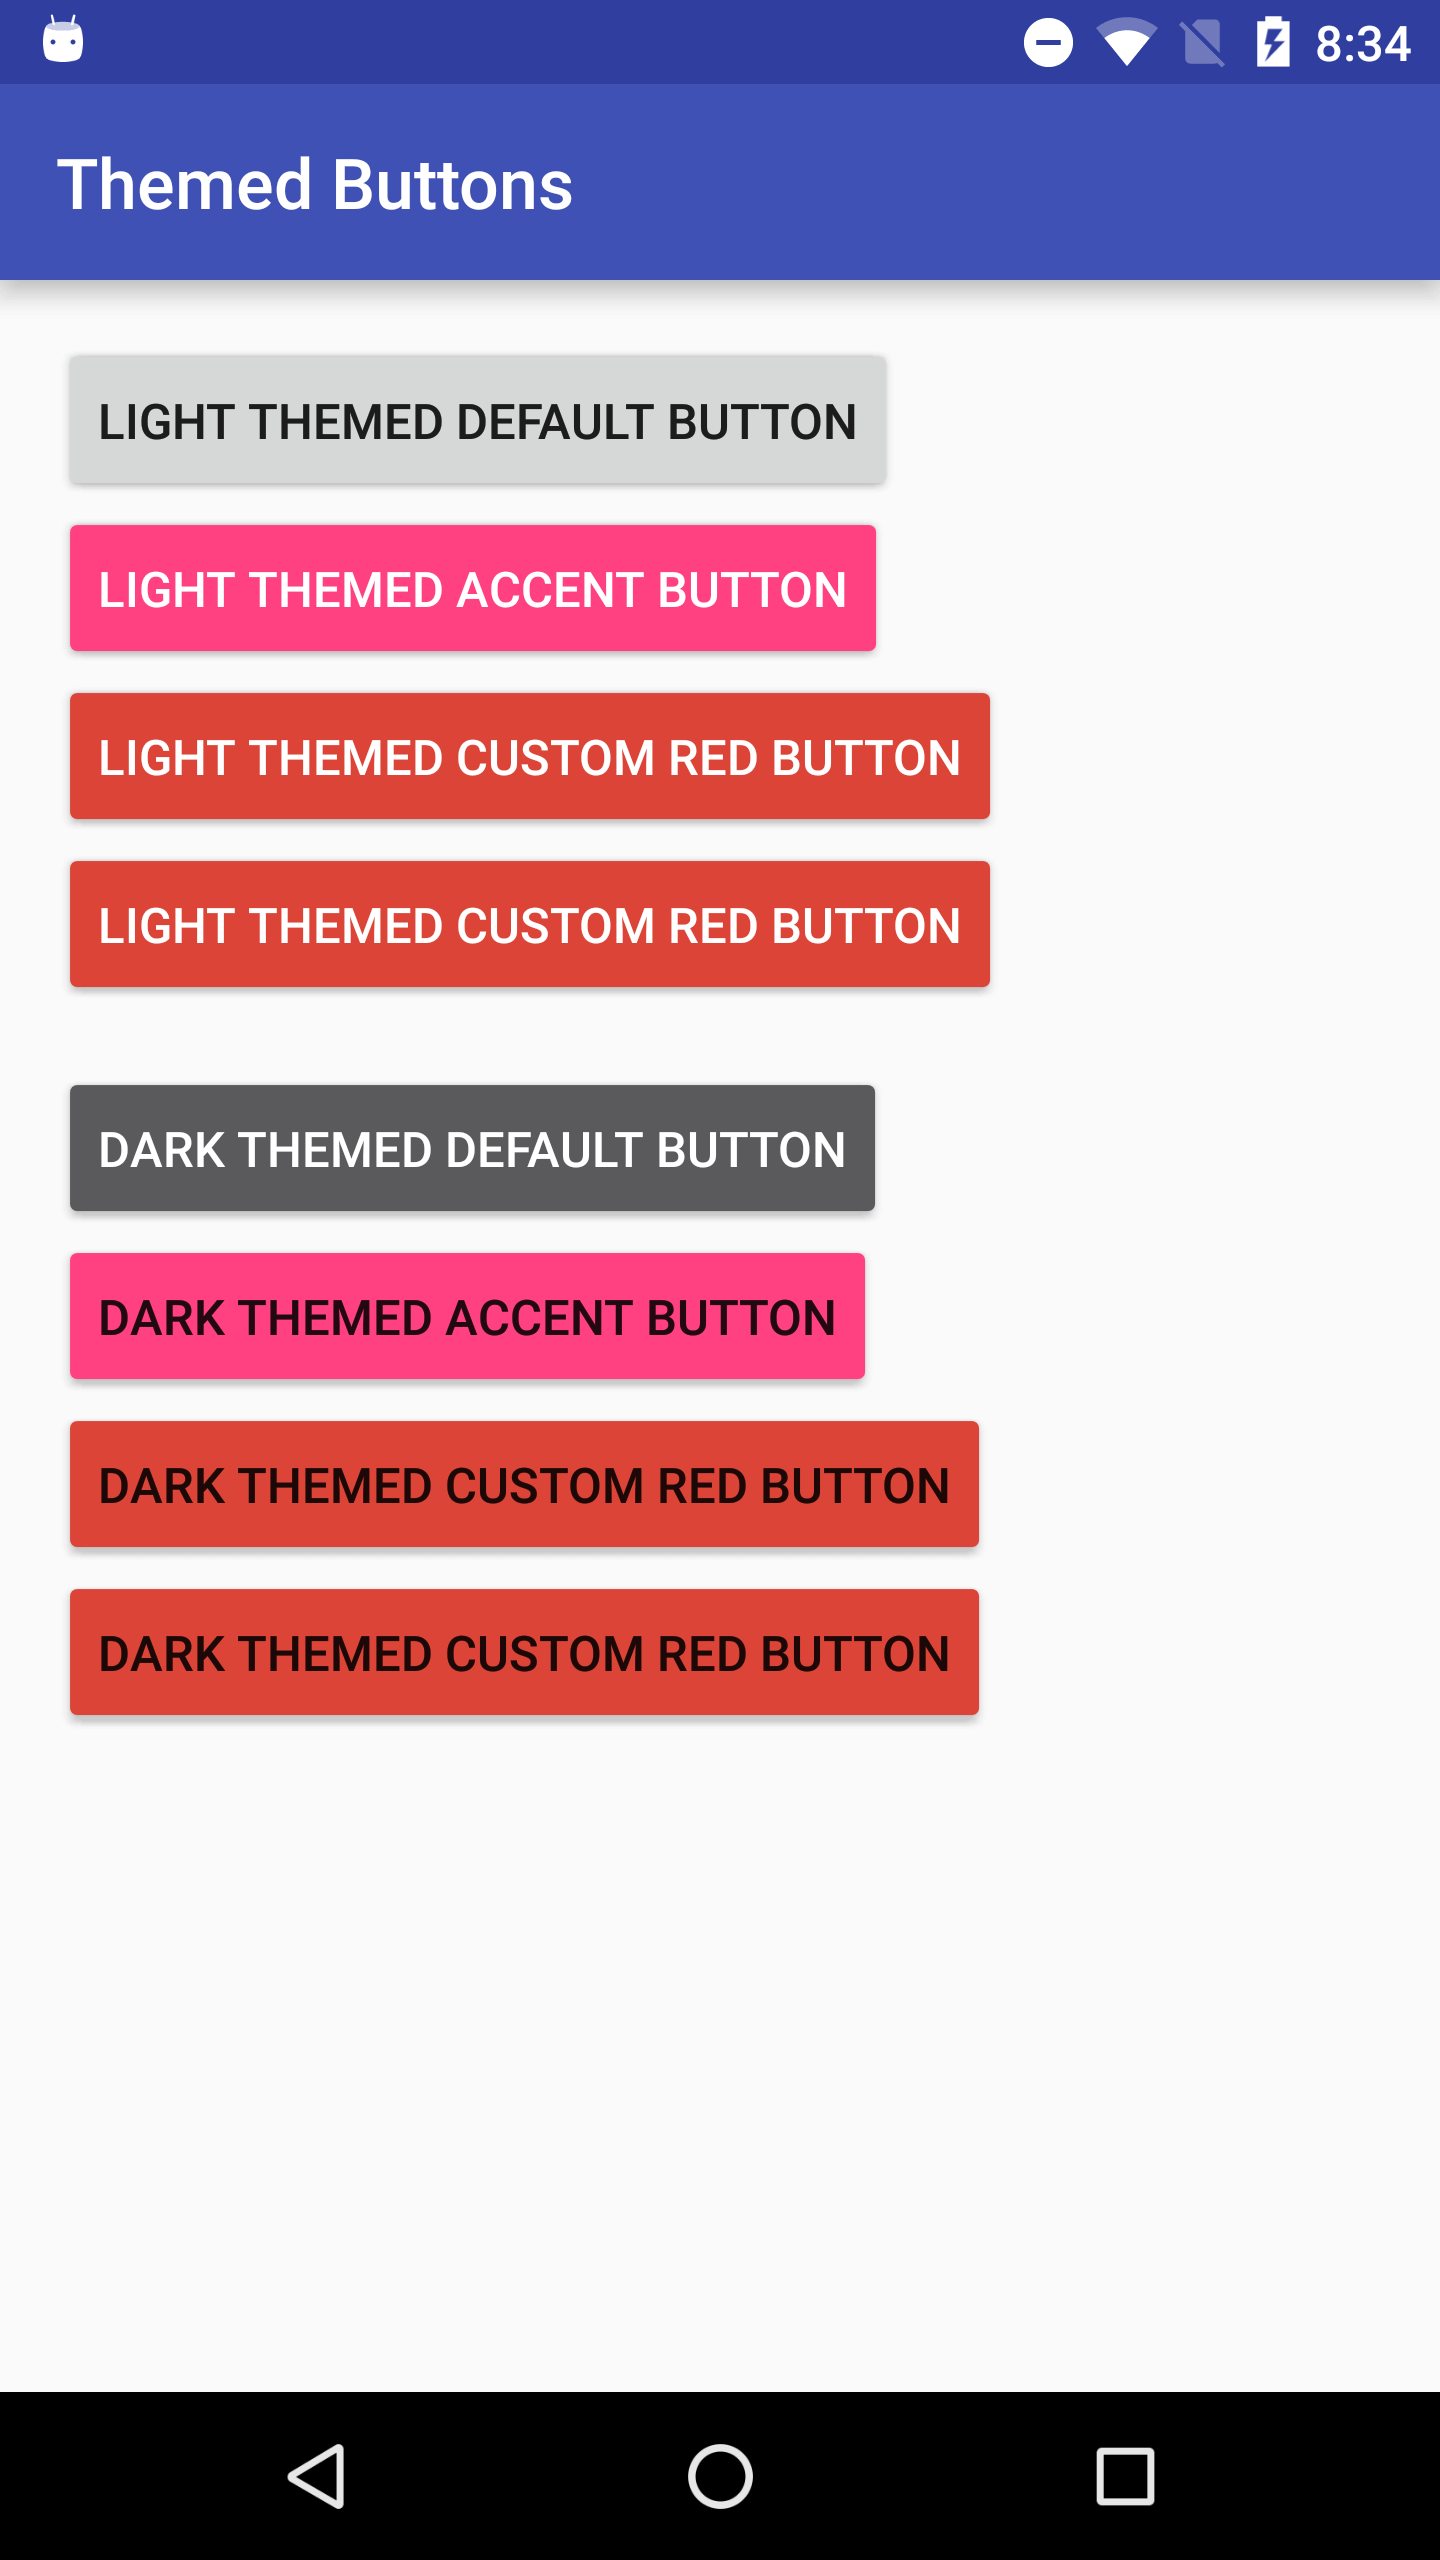 8:34
Themed Buttons
LIGHT THEMED DEFAULT BUTTON
LIGHT THEMED ACCENT BUTTON
LIGHT THEMED CUSTOM RED BUTTON
LIGHT THEMED CUSTOM RED BUTTON
DARK THEMED DEFAULT BUTTON
DARK THEMED ACCENT BUTTON
DARK THEMED CUSTOM RED BUTTON
DARK THEMED CUSTOM RED BUTTON